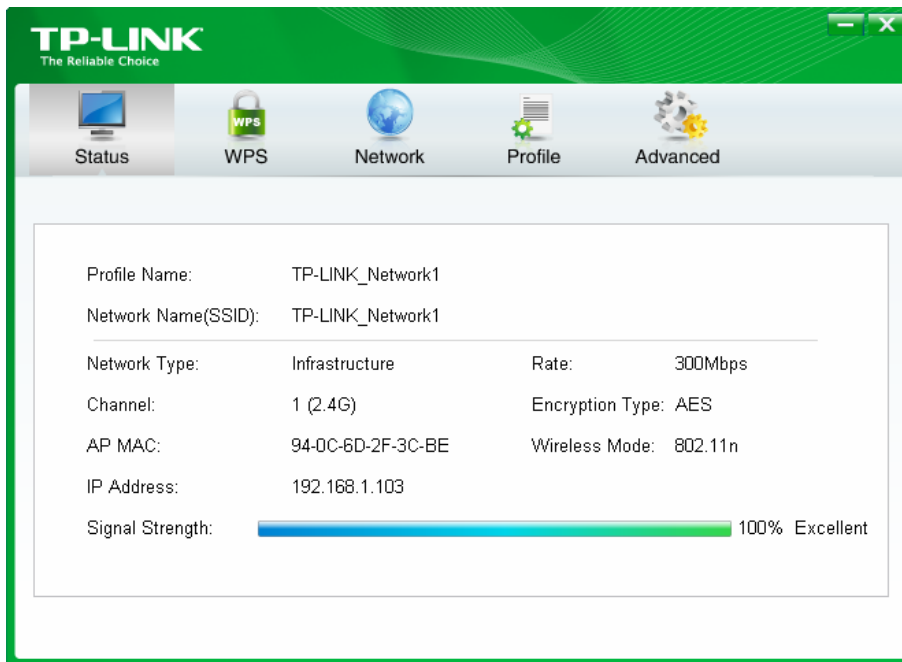 TP-LINK
The Reliable Choice
WPS
Status WPS Network Profile Advanced
Profile Name: TP-LINK_Network1
Network Name(SSID): TP-LINK_Network1
Network Type: Infrastructure Rate: 300Mbps
Channel: 1 (2.4G) Encryption Type: AES
AP MAC: 94-0C-6D-2F-3C-BE Wireless Mode: 802.11n
IP Address: 192.168.1.103
Signal Strength: 100% Excellent